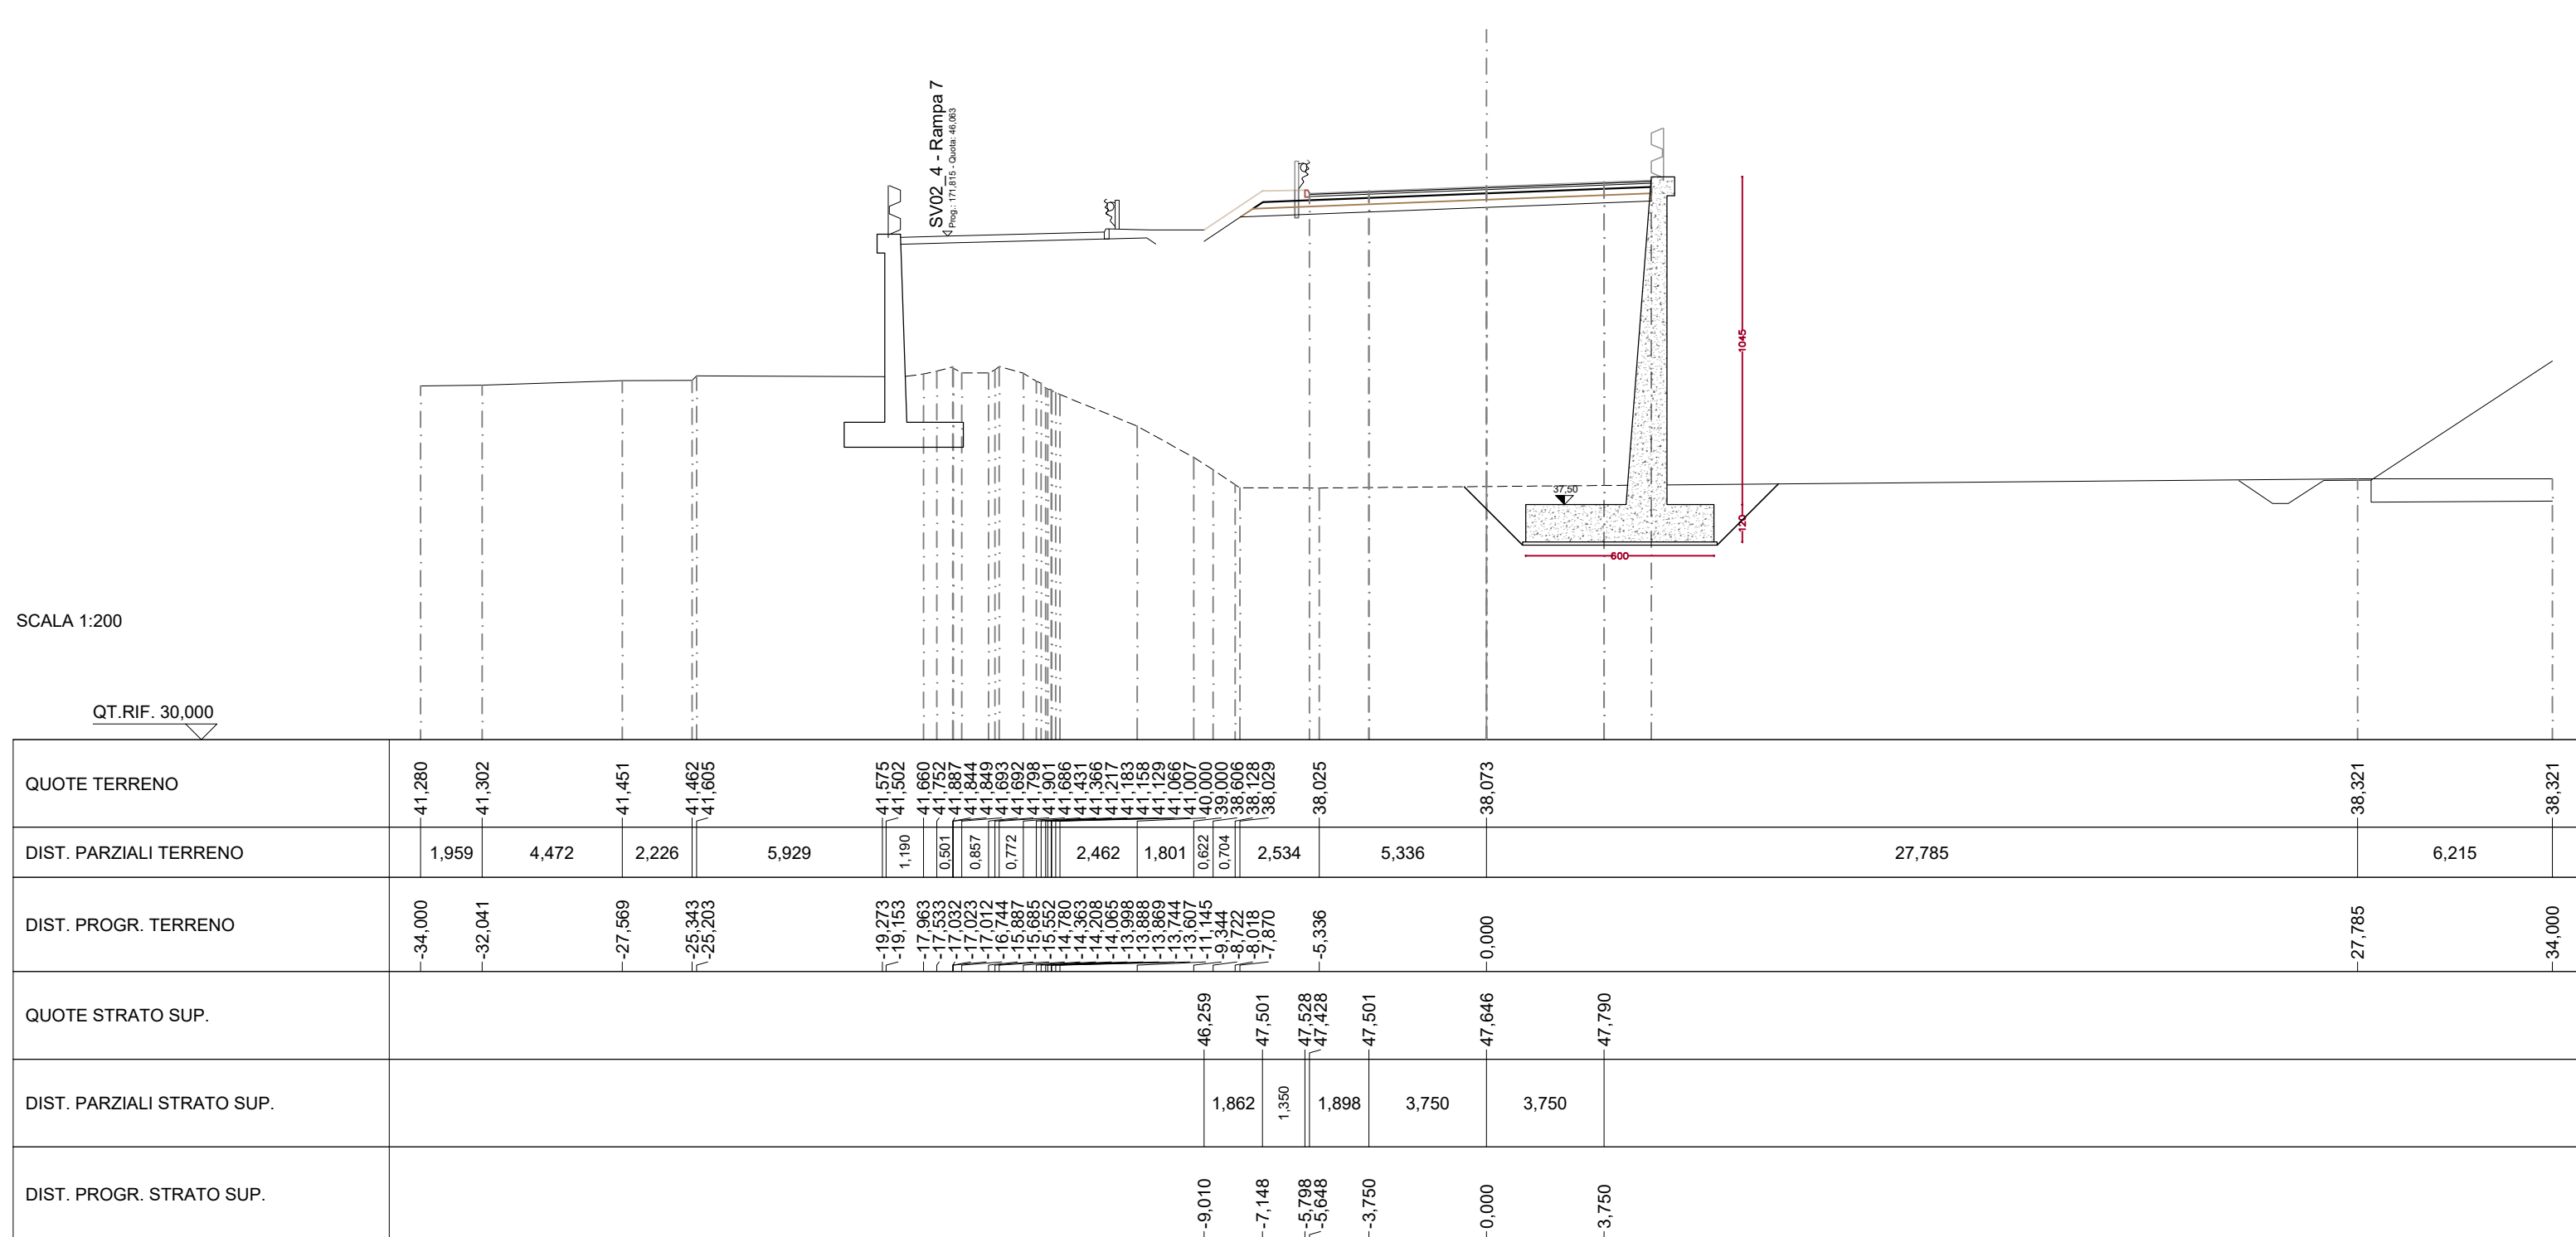 SV02_4 - Rampa 7
Prog.: 171,815 - Quota: 46,063
1045
37,50
120
600
SCALA 1:200
QT.RIF. 30,000
QUOTE TERRENO
41,280 41,302 41,451 41,462 41,605 41,575 41,502 41,660 41,752 41,887 41,844 41,849 41,693 41,692 41,798 41,901 41,686 41,431 41,366 41,217 41,183 41,158 41,129 41,066 41,007 40,000 39,000 38,606 38,128 38,029 38,025 38,073 38,321 38,321
DIST. PARZIALI TERRENO
1,959 4,472 2,226 5,929 1,190 0,501 0,857 0,772 2,462 1,801 0,622 0,704 2,534 5,336 27,785 6,215
DIST. PROGR. TERRENO
-34,000 -32,041 -27,569 -25,343 -25,203 -19,273 -19,153 -17,963 -17,533 -17,032 -17,023 -17,012 -16,744 -15,887 -15,685 -15,552 -14,780 -14,363 -14,208 -14,065 -13,998 -13,888 -13,869 -13,744 -13,607 -11,145 -9,344 -8,722 -8,018 -7,870 -5,336 0,000 27,785 34,000
QUOTE STRATO SUP.
46,259 47,501 47,528 47,428 47,501 47,646 47,790
DIST. PARZIALI STRATO SUP.
1,862 1,350 1,898 3,750 3,750
DIST. PROGR. STRATO SUP.
-9,010 -7,148 -5,798 -5,648 -3,750 0,000 3,750